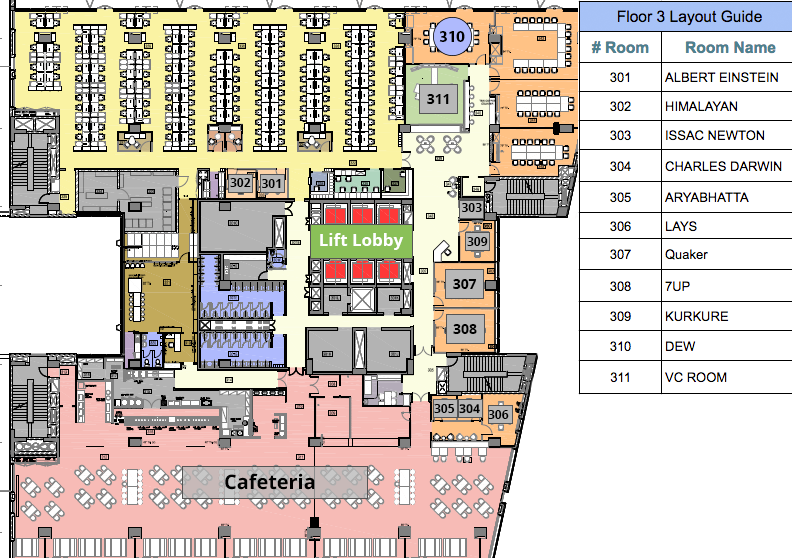 310
311
302
301
Lift Lobby
303
309
307
308
305
304
306
Cafeteria
Floor 3 Layout Guide
# Room Room Name
301 ALBERT EINSTEIN
302 HIMALAYAN
303 ISSAC NEWTON
304 CHARLES DARWIN
305 ARYABHATTA
306 LAYS
307 Quaker
308 7UP
309 KURKURE
310 DEW
311 VC ROOM